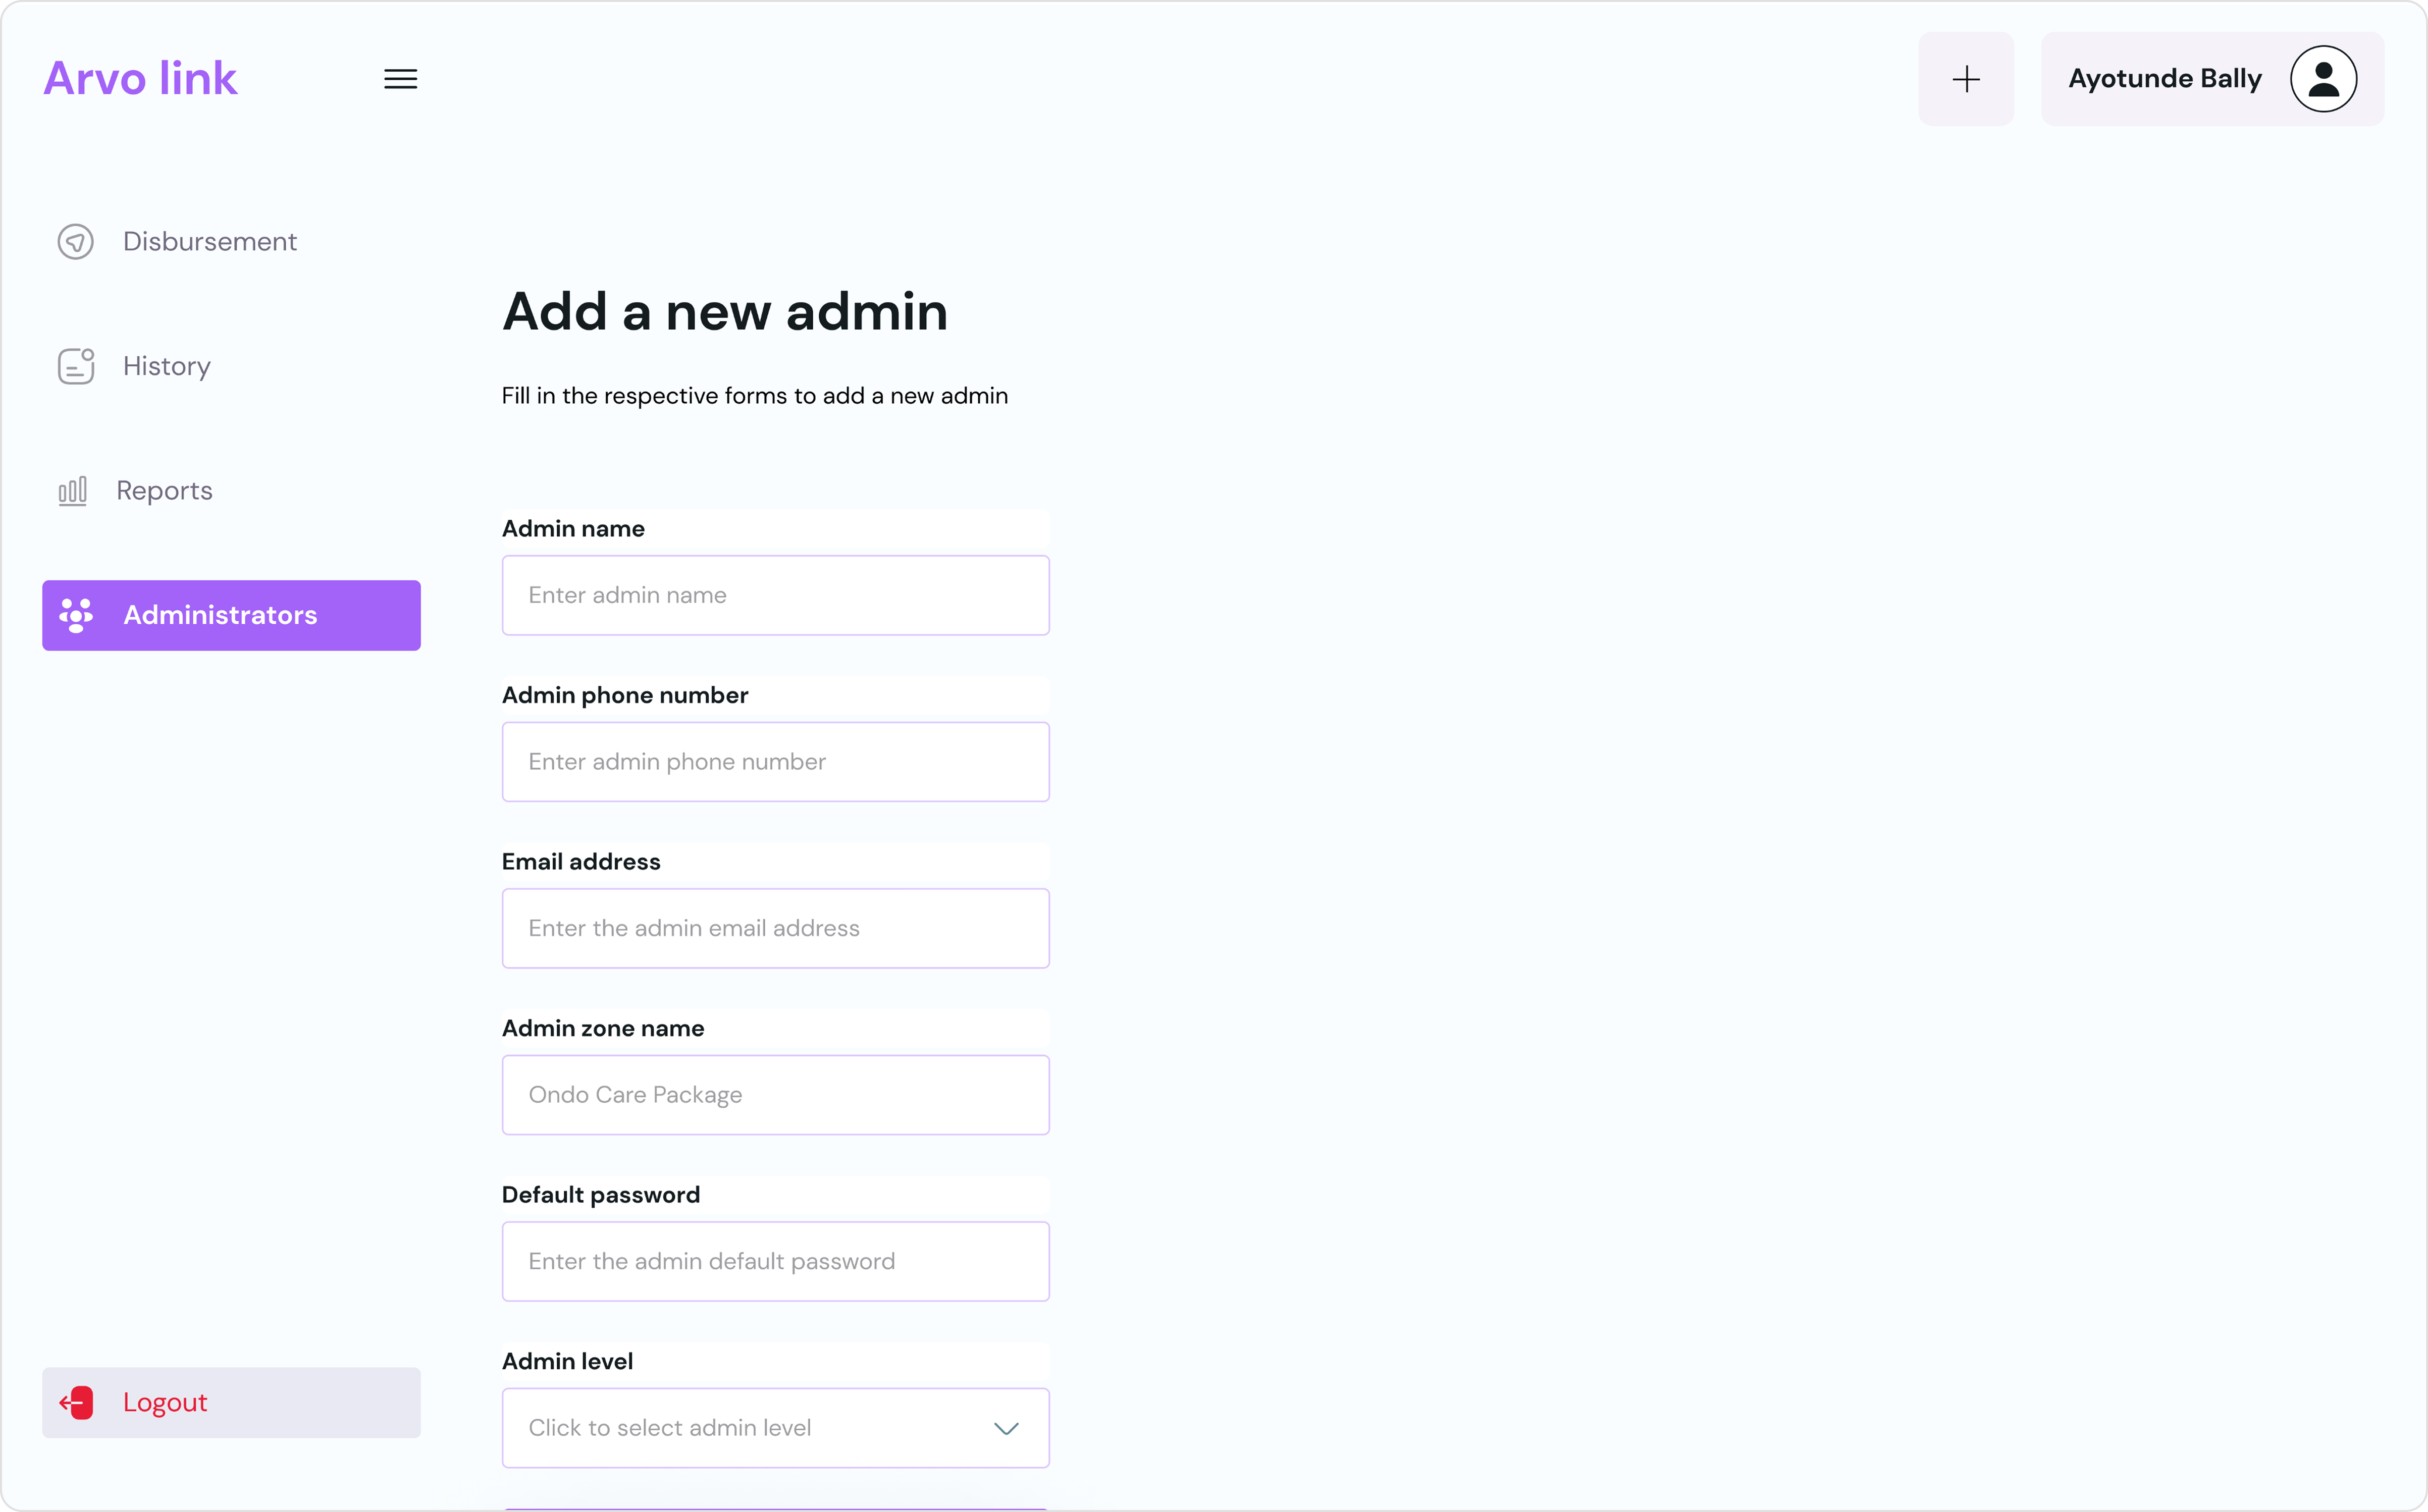 Arvo link
Ayotunde Bally
Disbursement
History
Reports
Administrators
Logout
Add a new admin
Fill in the respective forms to add a new admin
Admin name
Enter admin name
Admin phone number
Enter admin phone number
Email address
Enter the admin email address
Admin zone name
Ondo Care Package
Default password
Enter the admin default password
Admin level
Click to select admin level